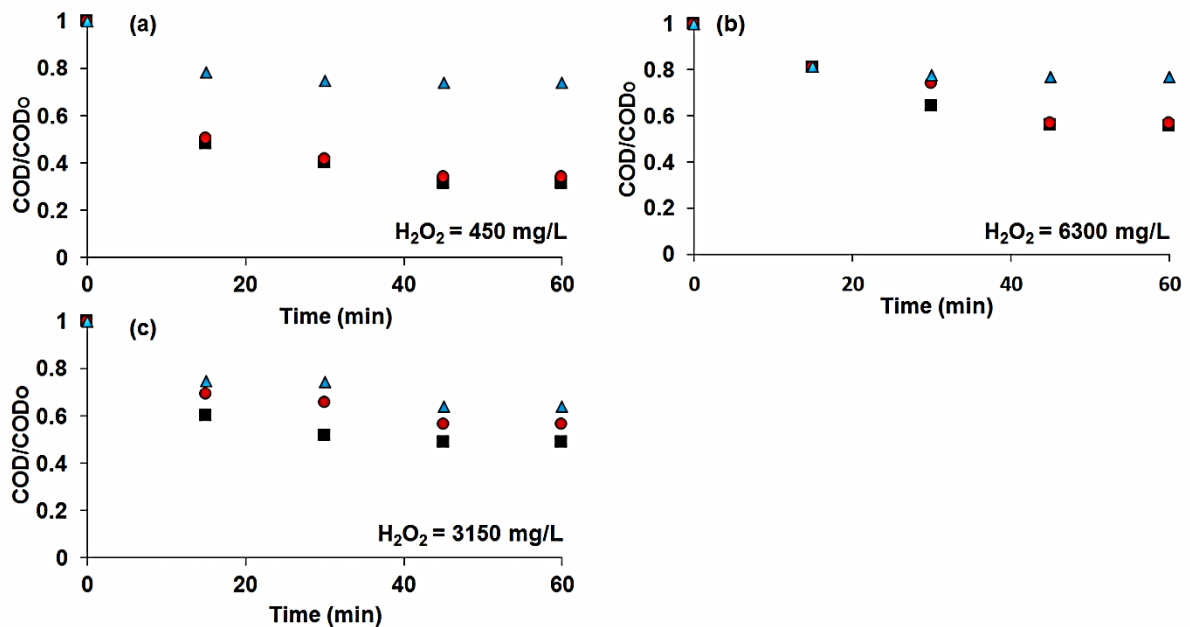 (a)
COD/CODo
1
0.8
0.6
0.4
0.2
0
0 20 40 60
H₂O₂ = 450 mg/L
Time (min)
(b)
COD/CODo
1
0.8
0.6
0.4
0.2
0
0 20 40 60
H₂O₂ = 6300 mg/L
Time (min)
(c)
COD/CODo
1
0.8
0.6
0.4
0.2
0
0 20 40 60
H₂O₂ = 3150 mg/L
Time (min)